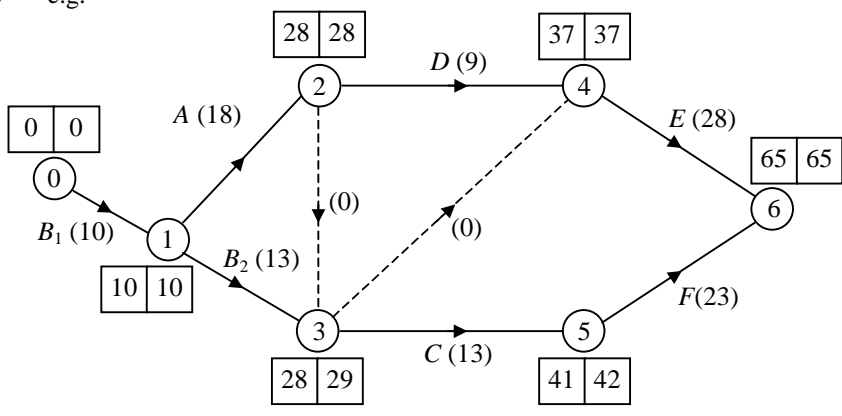 e.g.
28 28
37 37
2
D (9)
4
A (18)
E (28)
0 0
65 65
0
(0)
(0)
6
B1 (10)
1
B2 (13)
10 10
F(23)
3
5
C (13)
28 29
41 42